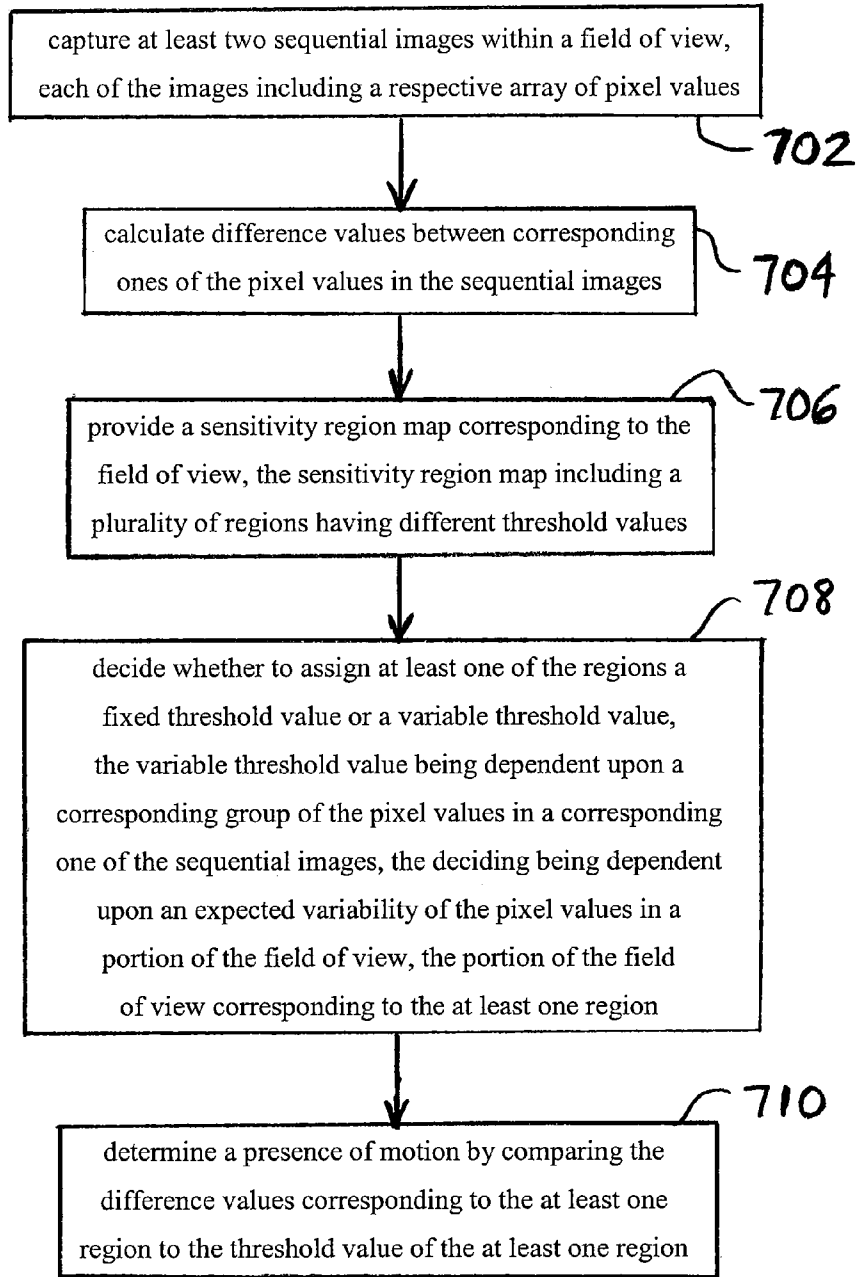 capture at least two sequential images within a field of view,
each of the images including a respective array of pixel values
702
calculate difference values between corresponding
ones of the pixel values in the sequential images
704
706
provide a sensitivity region map corresponding to the
field of view, the sensitivity region map including a
plurality of regions having different threshold values
708
decide whether to assign at least one of the regions a
fixed threshold value or a variable threshold value,
the variable threshold value being dependent upon a
corresponding group of the pixel values in a corresponding
one of the sequential images, the deciding being dependent
upon an expected variability of the pixel values in a
portion of the field of view, the portion of the field
of view corresponding to the at least one region
710
determine a presence of motion by comparing the
difference values corresponding to the at least one
region to the threshold value of the at least one region